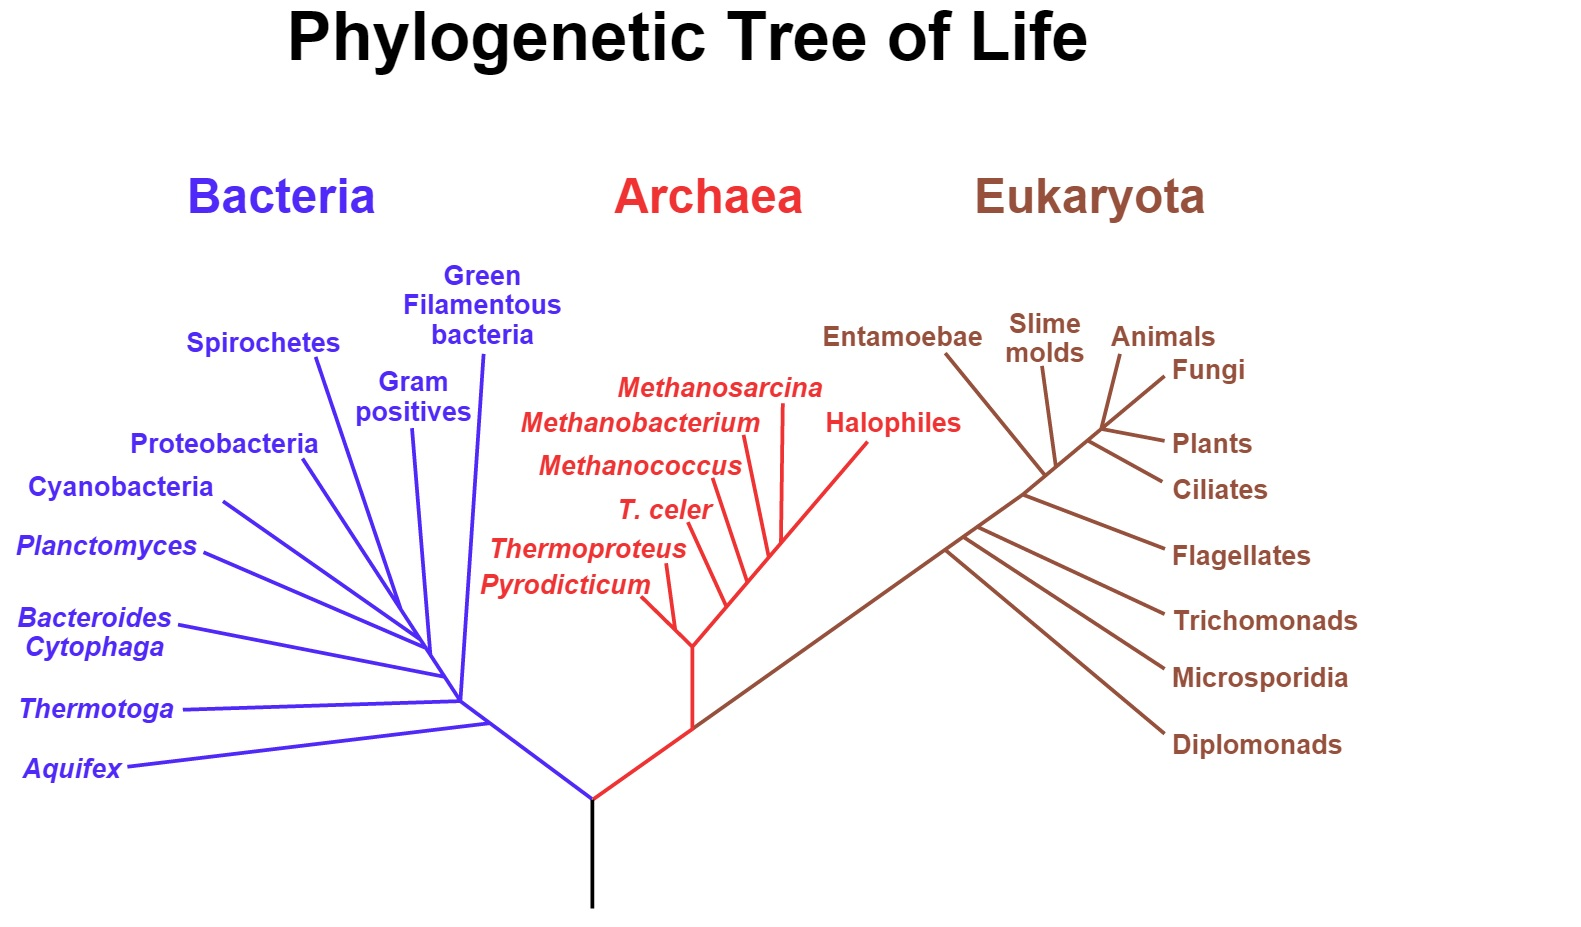 Phylogenetic Tree of Life
Bacteria
Archaea
Eukaryota
Green
Filamentous
bacteria
Spirochetes
Gram
positives
Proteobacteria
Cyanobacteria
Planctomyces
Bacteroides
Cytophaga
Thermotoga
Aquifex
Methanosarcina
Methanobacterium
Halophiles
Methanococcus
T. celer
Thermoproteus
Pyrodicticum
Entamoebae
Slime
molds
Animals
Fungi
Plants
Ciliates
Flagellates
Trichomonads
Microsporidia
Diplomonads